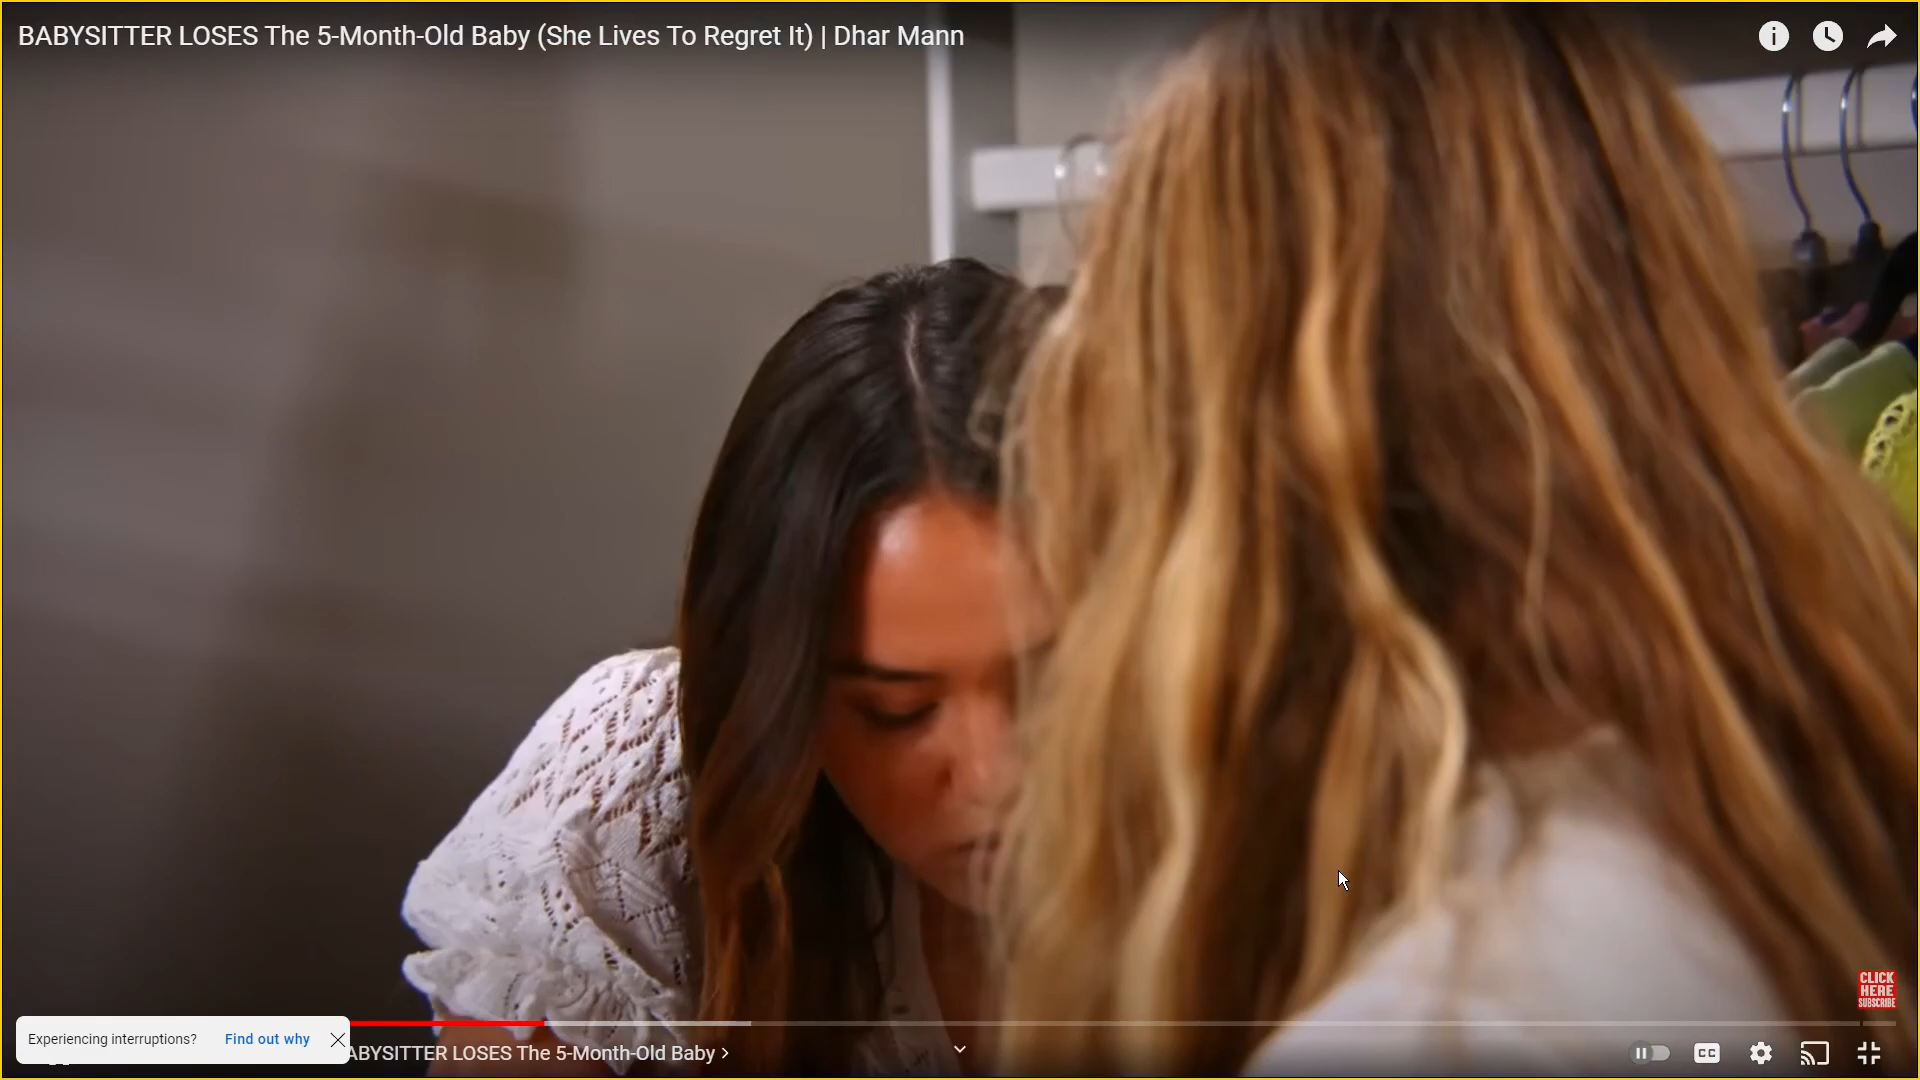 BABYSITTER LOSES The 5-Month-Old Baby (She Lives To Regret It) | Dhar Mann
CLICK
HERE
SUBSCRIBE
Experiencing interruptions? Find out why
ABYSITTER LOSES The 5-Month-Old Baby
CC